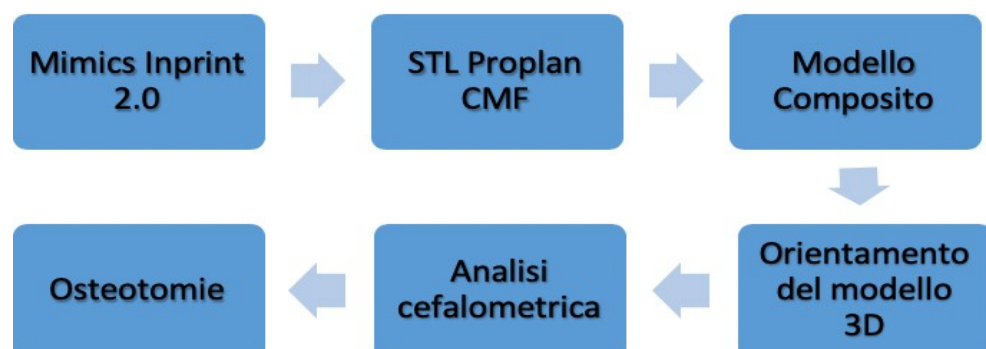 Mimics Inprint
2.0
STL Proplan
CMF
Modello
Composito
Orientamento
del modello
3D
Analisi
cefalometrica
Osteotomie